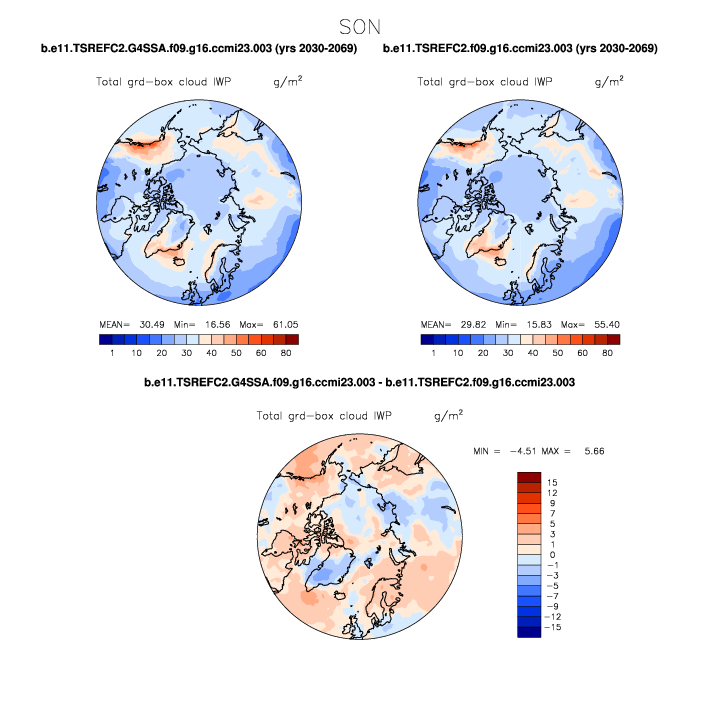 SON
b.e11.TSREFC2.G4SSA.f09.g16.ccmi23.003 (yrs 2030-2069) b.e11.TSREFC2.f09.g16.ccmi23.003 (yrs 2030-2069)
Total grd-box cloud IWP g/m² Total grd-box cloud IWP g/m²
MEAN= 30.49 Min= 16.56 Max= 61.05 MEAN= 29.82 Min= 15.83 Max= 55.40
1 10 20 30 40 50 60 80 1 10 20 30 40 50 60 80
b.e11.TSREFC2.G4SSA.f09.g16.ccmi23.003 - b.e11.TSREFC2.f09.g16.ccmi23.003
Total grd-box cloud IWP g/m²
MIN = -4.51 MAX = 5.66
15
12
9
7
5
3
1
0
-1
-3
-5
-7
-9
-12
-15